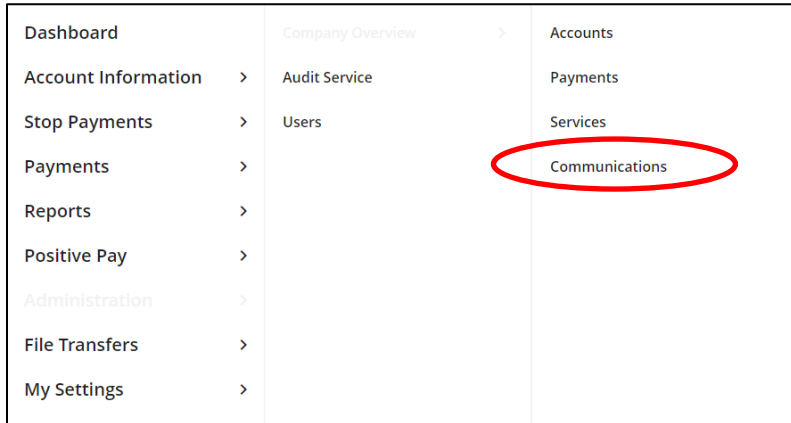 Dashboard
Account Information
Stop Payments
Payments
Reports
Positive Pay
Administration
File Transfers
My Settings
Company Overview
Audit Service
Users
Accounts
Payments
Services
Communications